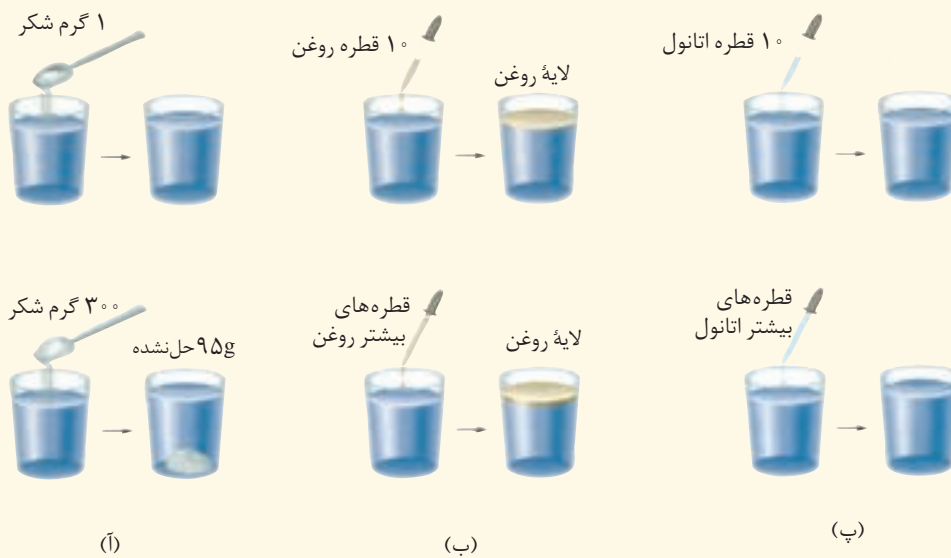 ۱ گرم شکر
۱۰ قطره روغن
لایهٔ روغن
۱۰ قطره اتانول
۳۰۰ گرم شکر
۹۵g حل‌نشده
قطره‌های
بیشتر روغن
لایهٔ روغن
قطره‌های
بیشتر اتانول
(آ)
(ب)
(پ)